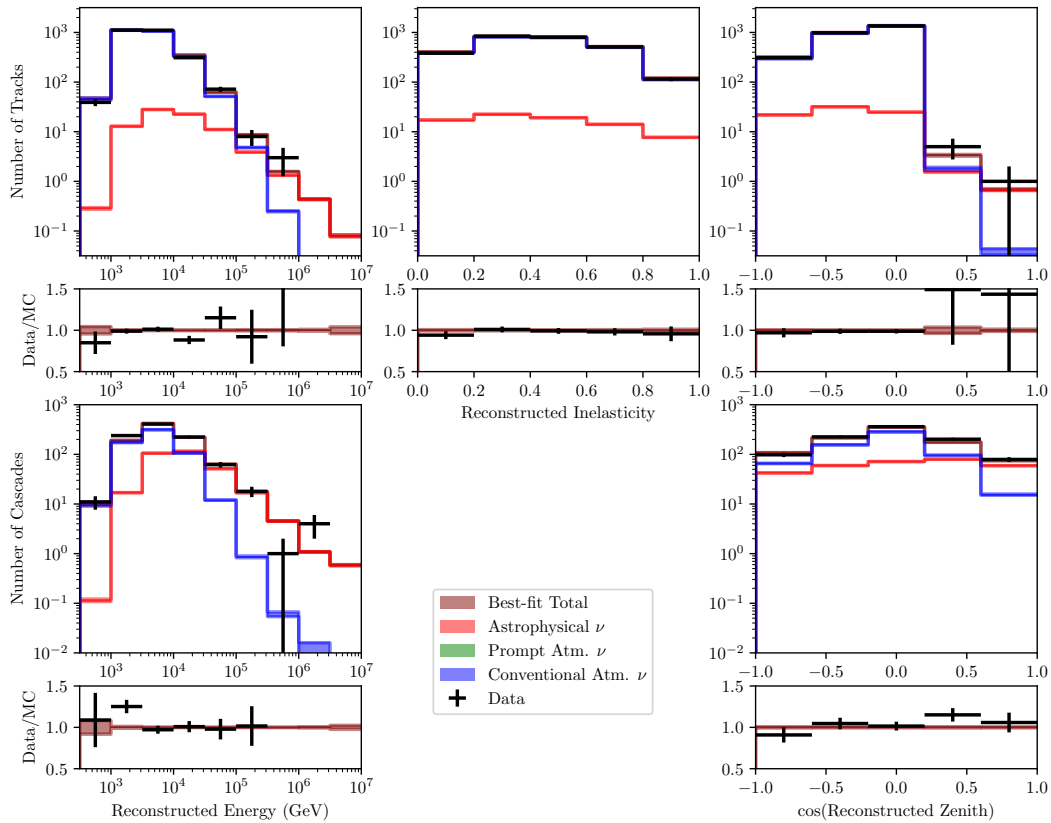 Number of Tracks
10³
10²
10¹
10⁰
10⁻¹
10³ 10⁴ 10⁵ 10⁶ 10⁷
0.0 0.2 0.4 0.6 0.8 1.0
10³
10²
10¹
10⁰
10⁻¹
−1.0 −0.5 0.0 0.5 1.0
Data/MC
1.5
1.0
0.5
10³ 10⁴ 10⁵ 10⁶ 10⁷
1.5
1.0
0.5
0.0 0.2 0.4 0.6 0.8 1.0
Reconstructed Inelasticity
1.5
1.0
0.5
−1.0 −0.5 0.0 0.5 1.0
Number of Cascades
10³
10²
10¹
10⁰
10⁻¹
10⁻²
10³ 10⁴ 10⁵ 10⁶ 10⁷
Best-fit Total
Astrophysical ν
Prompt Atm. ν
Conventional Atm. ν
Data
10³
10²
10¹
10⁰
10⁻¹
10⁻²
−1.0 −0.5 0.0 0.5 1.0
Data/MC
1.5
1.0
0.5
10³ 10⁴ 10⁵ 10⁶ 10⁷
Reconstructed Energy (GeV)
1.5
1.0
0.5
−1.0 −0.5 0.0 0.5 1.0
cos(Reconstructed Zenith)